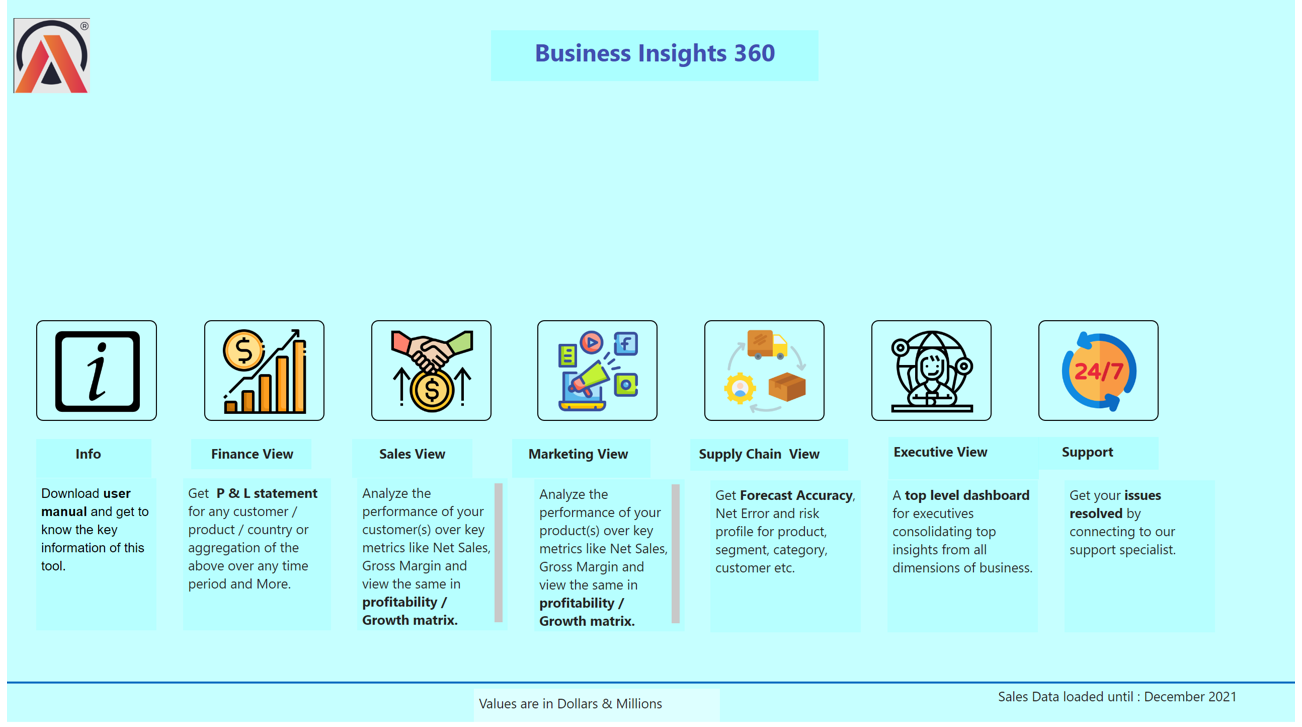 ®
Business Insights 360
i
$
$
f
24/7
Info
Finance View
Sales View
Marketing View
Supply Chain View
Executive View
Support
Download user
manual and get to
know the key
information of this
tool.
Get P & L statement
for any customer /
product / country or
aggregation of the
above over any time
period and More.
Analyze the
performance of your
customer(s) over key
metrics like Net Sales,
Gross Margin and
view the same in
profitability /
Growth matrix.
Analyze the
performance of your
product(s) over key
metrics like Net Sales,
Gross Margin and
view the same in
profitability /
Growth matrix.
Get Forecast Accuracy,
Net Error and risk
profile for product,
segment, category,
customer etc.
A top level dashboard
for executives
consolidating top
insights from all
dimensions of business.
Get your issues
resolved by
connecting to our
support specialist.
Values are in Dollars & Millions
Sales Data loaded until : December 2021